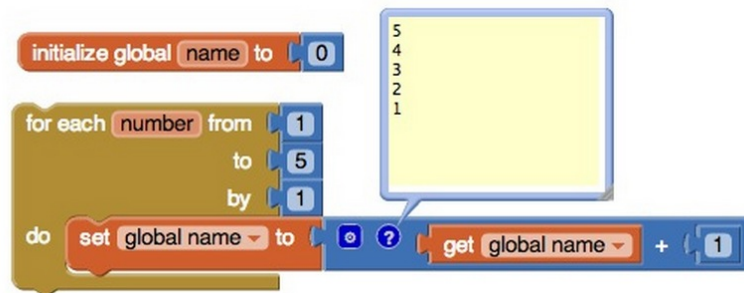 initialize global name to 0
5
4
3
2
1
for each number from 1
to 5
by 1
do set global name to ? get global name + 1